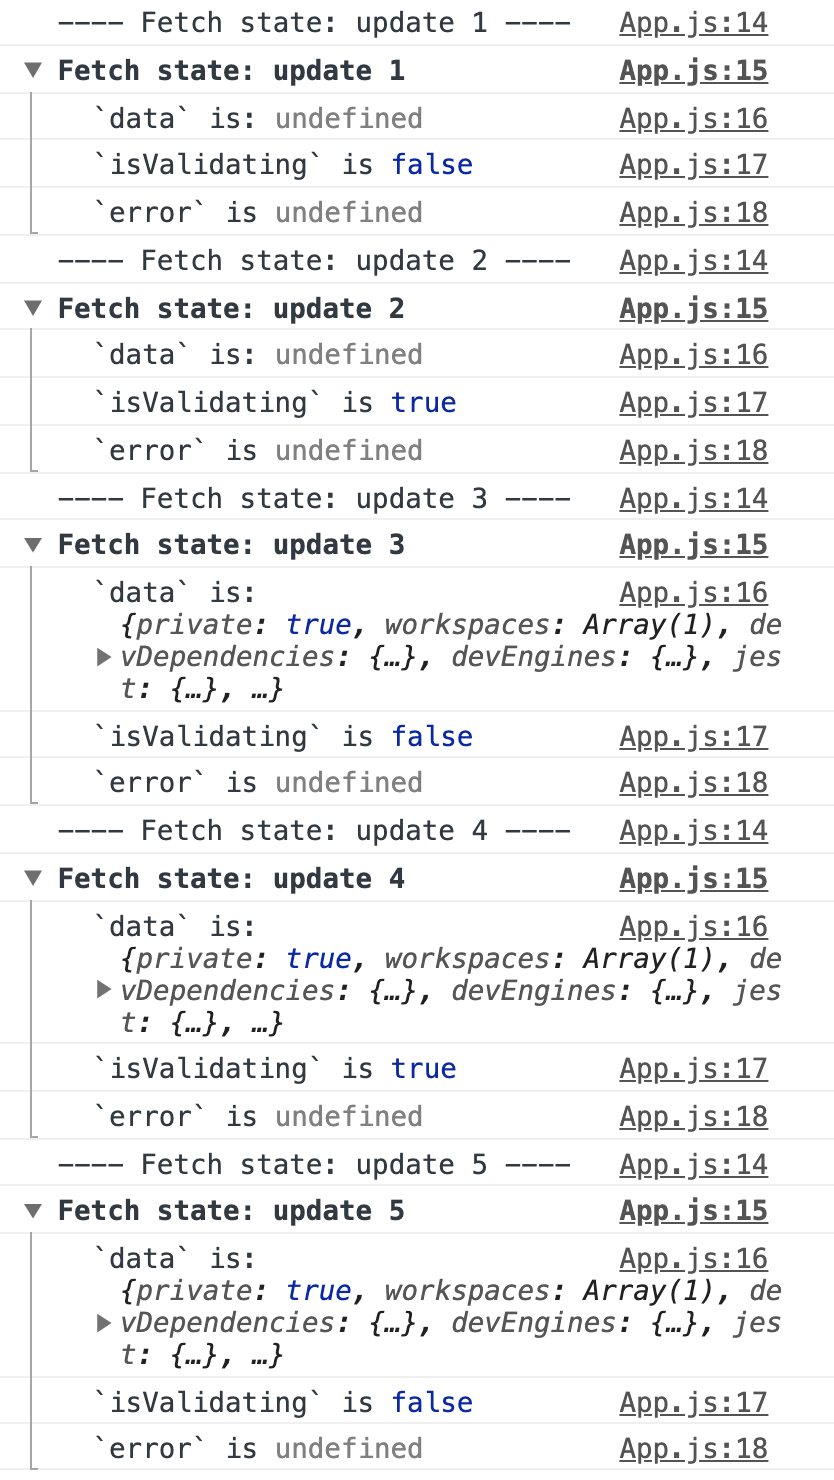 ---- Fetch state: update 1 ---- App.js:14
▼ Fetch state: update 1 App.js:15
`data` is: undefined App.js:16
`isValidating` is false App.js:17
`error` is undefined App.js:18
---- Fetch state: update 2 ---- App.js:14
▼ Fetch state: update 2 App.js:15
`data` is: undefined App.js:16
`isValidating` is true App.js:17
`error` is undefined App.js:18
---- Fetch state: update 3 ---- App.js:14
▼ Fetch state: update 3 App.js:15
`data` is: App.js:16
{private: true, workspaces: Array(1), de
▶ vDependencies: {…}, devEngines: {…}, jes
t: {…}, …}
`isValidating` is false App.js:17
`error` is undefined App.js:18
---- Fetch state: update 4 ---- App.js:14
▼ Fetch state: update 4 App.js:15
`data` is: App.js:16
{private: true, workspaces: Array(1), de
▶ vDependencies: {…}, devEngines: {…}, jes
t: {…}, …}
`isValidating` is true App.js:17
`error` is undefined App.js:18
---- Fetch state: update 5 ---- App.js:14
▼ Fetch state: update 5 App.js:15
`data` is: App.js:16
{private: true, workspaces: Array(1), de
▶ vDependencies: {…}, devEngines: {…}, jes
t: {…}, …}
`isValidating` is false App.js:17
`error` is undefined App.js:18